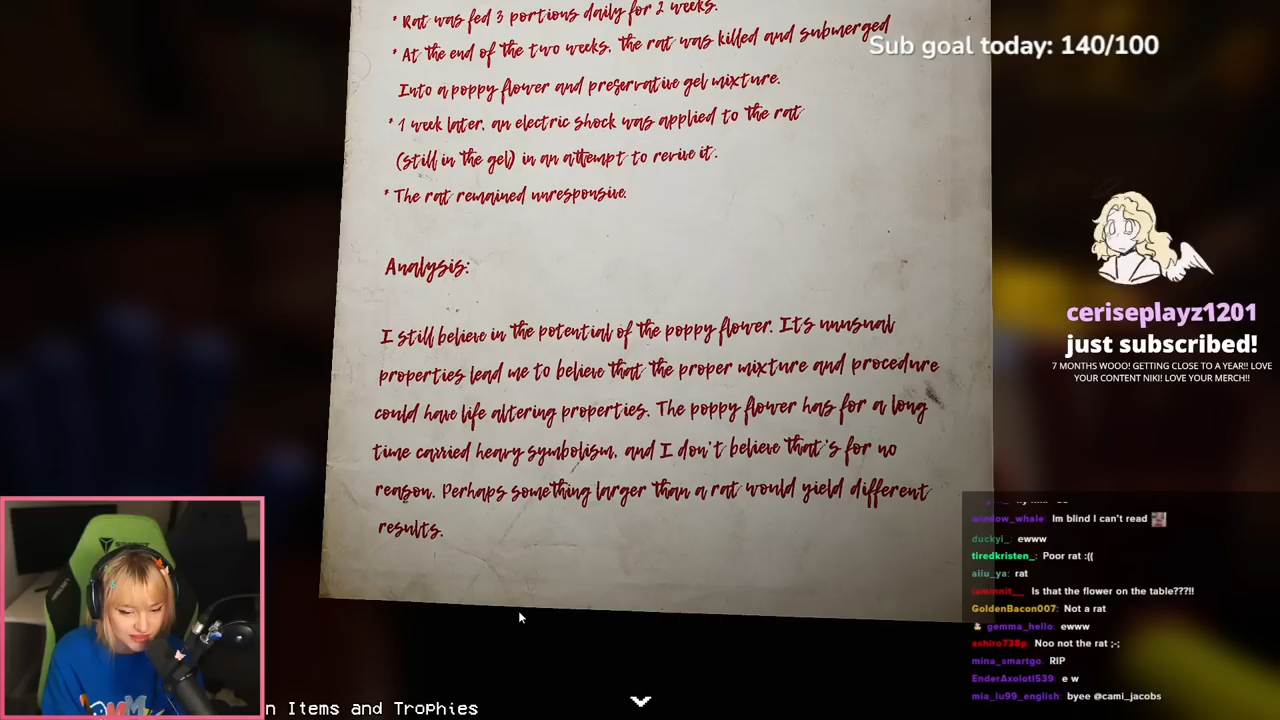 * Rat was fed 3 portions daily for 2 weeks.
* At the end of the two weeks, the rat was killed and submerged
Into a poppy flower and preservative gel mixture.
* 1 week later, an electric shock was applied to the rat
(still in the gel) in an attempt to revive it.
* The rat remained unresponsive.
Analysis:
I still believe in the potential of the poppy flower. Its unusual
properties lead me to believe that the proper mixture and procedure
could have life altering properties. The poppy flower has for a long
time carried heavy symbolism, and I don't believe that's for no
reason. Perhaps something larger than a rat would yield different
results.
Sub goal today: 140/100
ceriseplayz1201
just subscribed!
7 MONTHS WOOO! GETTING CLOSE TO A YEAR!! LOVE
YOUR CONTENT NIKI! LOVE YOUR MERCH!!
window_whale: Im blind I can't read
duckyi_: ewww
tiredkristen_: Poor rat :((
aliu_ya: rat
Is that the flower on the table???!!
GoldenBacon007: Not a rat
gemma_hello: ewww
ashiro738p: Noo not the rat ;-;
mina_smartgo: RIP
EnderAxolotl539: e w
mia_lu99_english: byee @cami_jacobs
n Items and Trophies